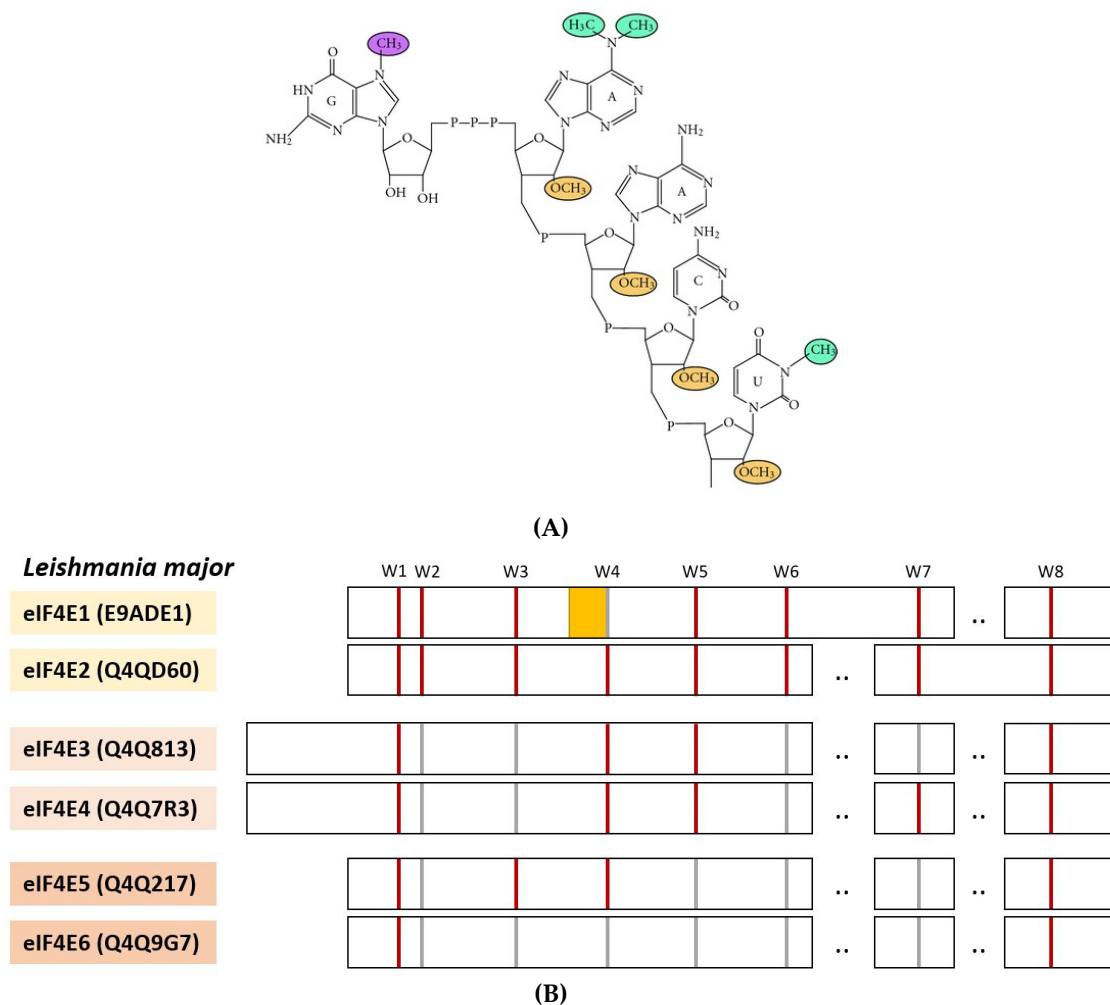 H₃C CH₃
CH₃
O
N
N
HN
G
N
N
A
N
NH₂
N
N
N
N
O
P-P-P
O
NH₂
OH
OH
OCH₃
N
N
A
N
N
P
O
NH₂
OCH₃
C
N
N
O
P
O
O
CH₃
OCH₃
N
U
N
O
P
O
OCH₃
(A)
Leishmania major
W1 W2 W3 W4 W5 W6 W7 W8
eIF4E1 (E9ADE1)
..
eIF4E2 (Q4QD60)
..
eIF4E3 (Q4Q813)
.. ..
eIF4E4 (Q4Q7R3)
.. ..
eIF4E5 (Q4Q217)
.. ..
eIF4E6 (Q4Q9G7)
.. ..
(B)